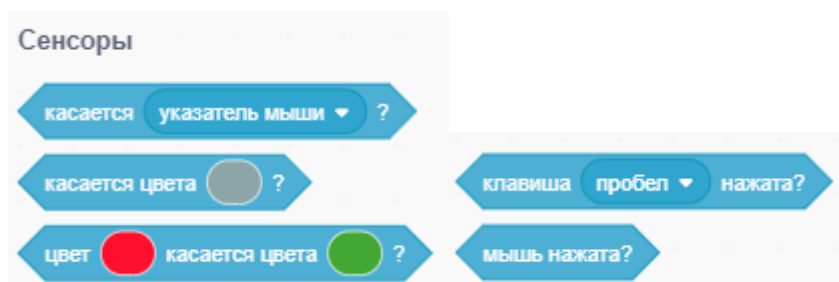 Сенсоры
касается указатель мыши ?
касается цвета ?
цвет касается цвета ?
клавиша пробел нажата?
мышь нажата?